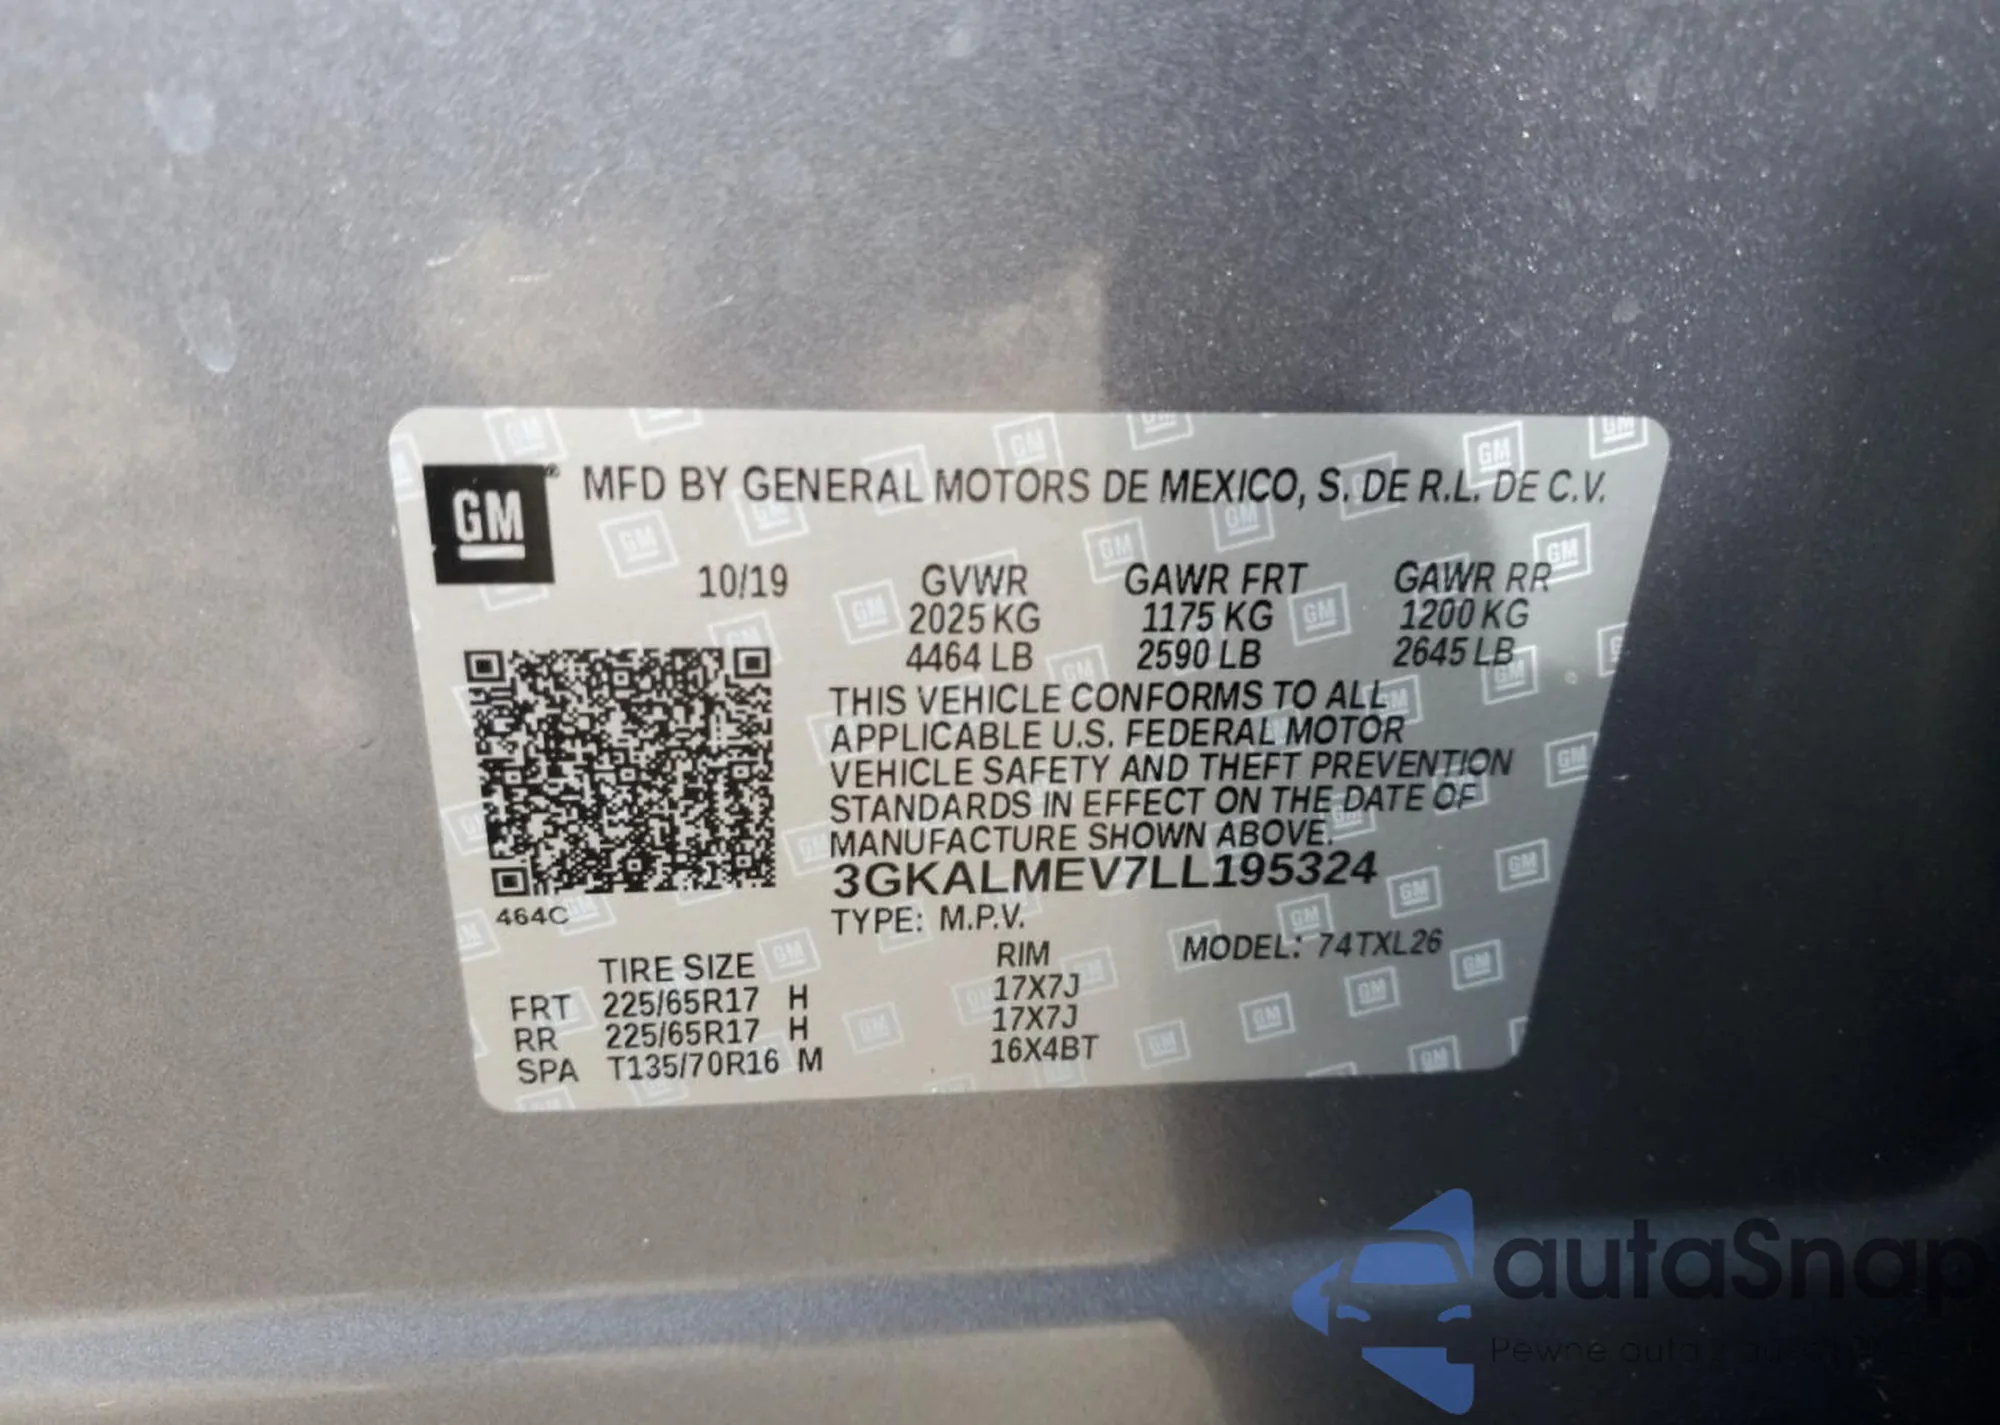 GM
MFD BY GENERAL MOTORS DE MEXICO, S. DE R.L. DE C.V.
10/19 GVWR GAWR FRT GAWR RR
2025 KG 1175 KG 1200 KG
4464 LB 2590 LB 2645 LB
THIS VEHICLE CONFORMS TO ALL
APPLICABLE U.S. FEDERAL MOTOR
VEHICLE SAFETY AND THEFT PREVENTION
STANDARDS IN EFFECT ON THE DATE OF
MANUFACTURE SHOWN ABOVE.
3GKALMEV7LL195324
464C
TYPE: M.P.V.
MODEL: 74TXL26
TIRE SIZE RIM
FRT 225/65R17 H 17X7J
RR 225/65R17 H 17X7J
SPA T135/70R16 M 16X4BT
autaSnap
Pewne auto z